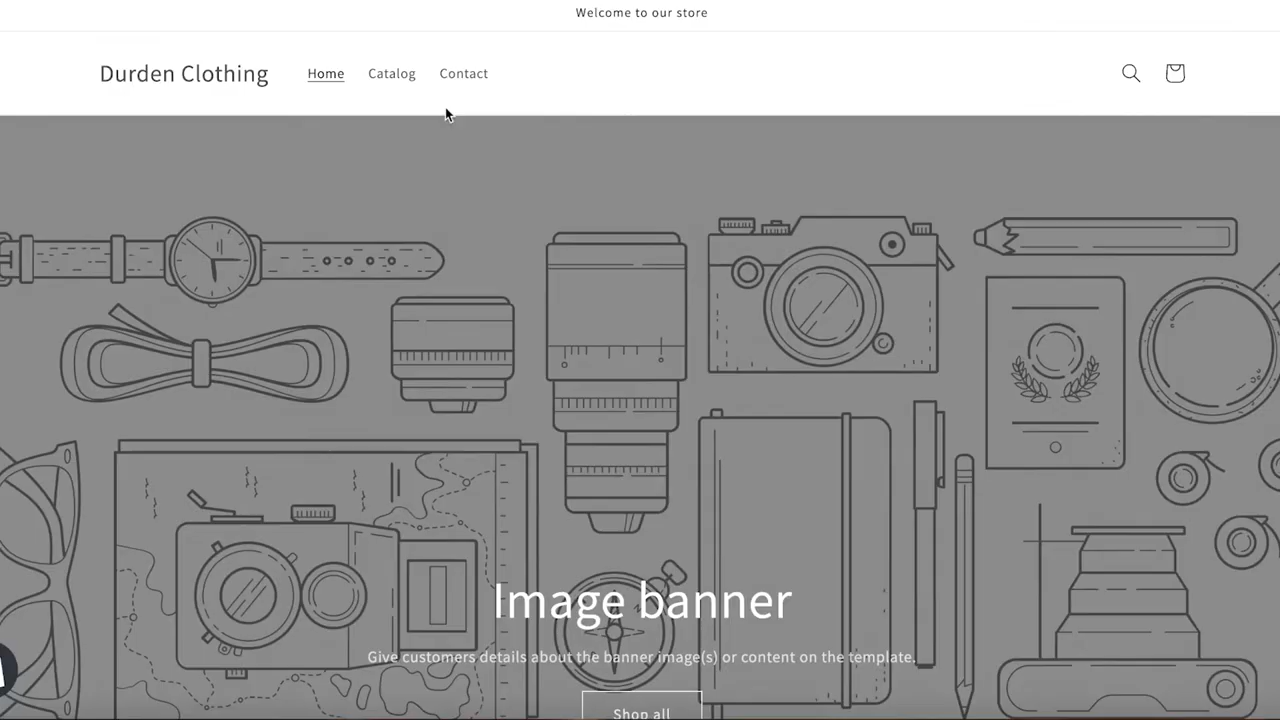 Welcome to our store
Durden Clothing
Home Catalog Contact
Image banner
Give customers details about the banner image(s) or content on the template.
Shop all